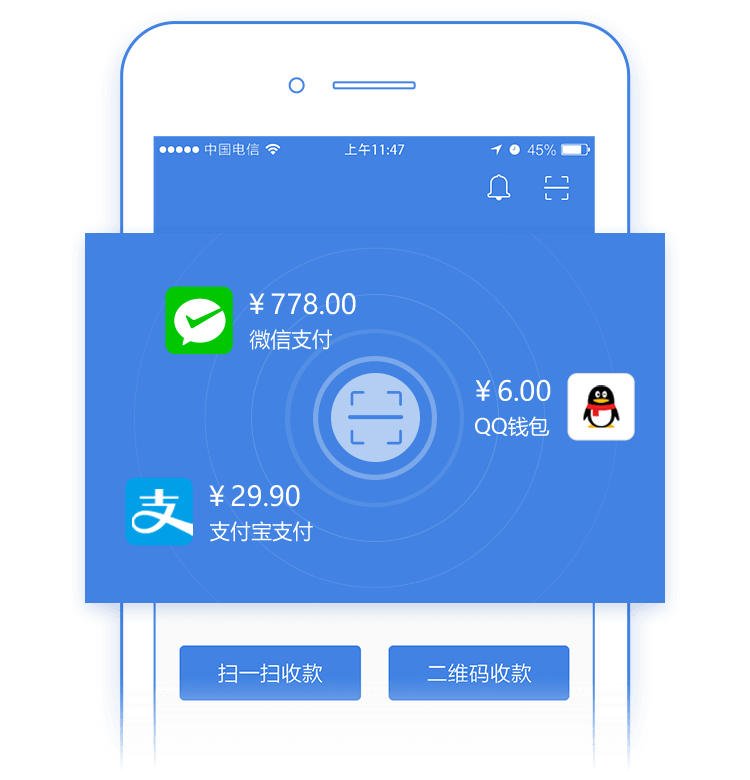 中国电信 上午11:47 45%
¥778.00
微信支付
¥6.00
QQ钱包
支
¥29.90
支付宝支付
扫一扫收款 二维码收款